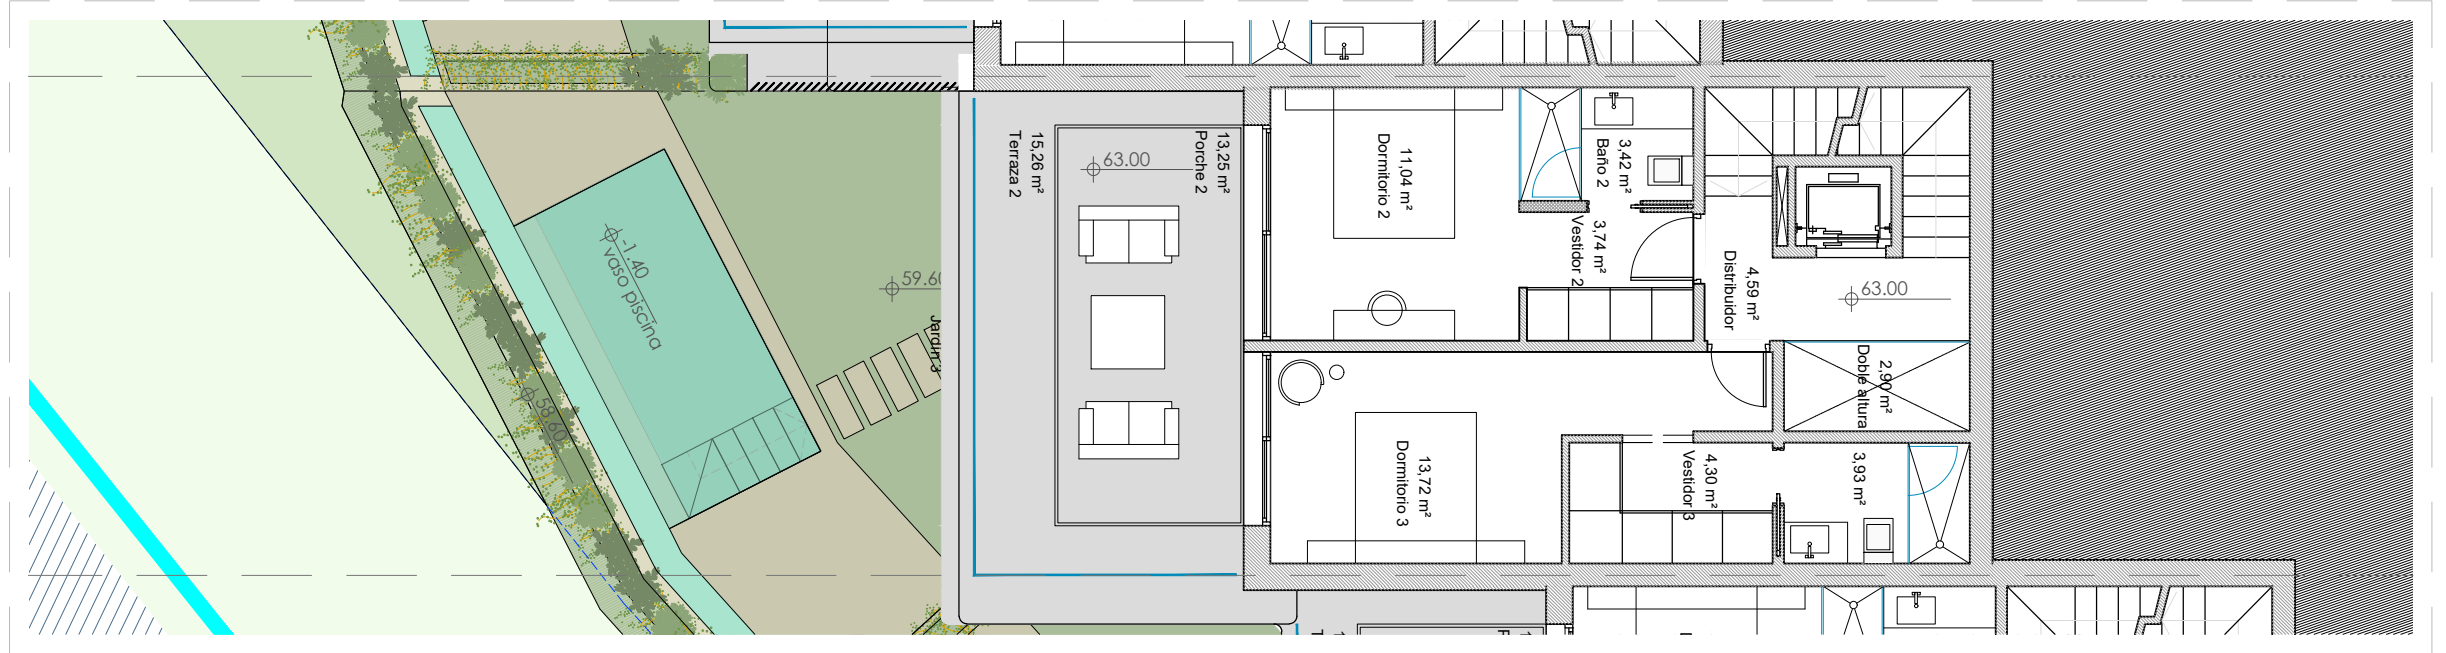 15,26 m²
Terraza 2
13,25 m²
Porche 2
63.00
11,04 m²
Dormitorio 2
3,42 m²
Baño 2
3,74 m²
Vestidor 2
4,59 m²
Distribuidor
63.00
2,90 m²
Doble altura
-1.40
vaso piscina
59.60
Jardín 3
58.60
13,72 m²
Dormitorio 3
4,30 m²
Vestidor 3
3,93 m²